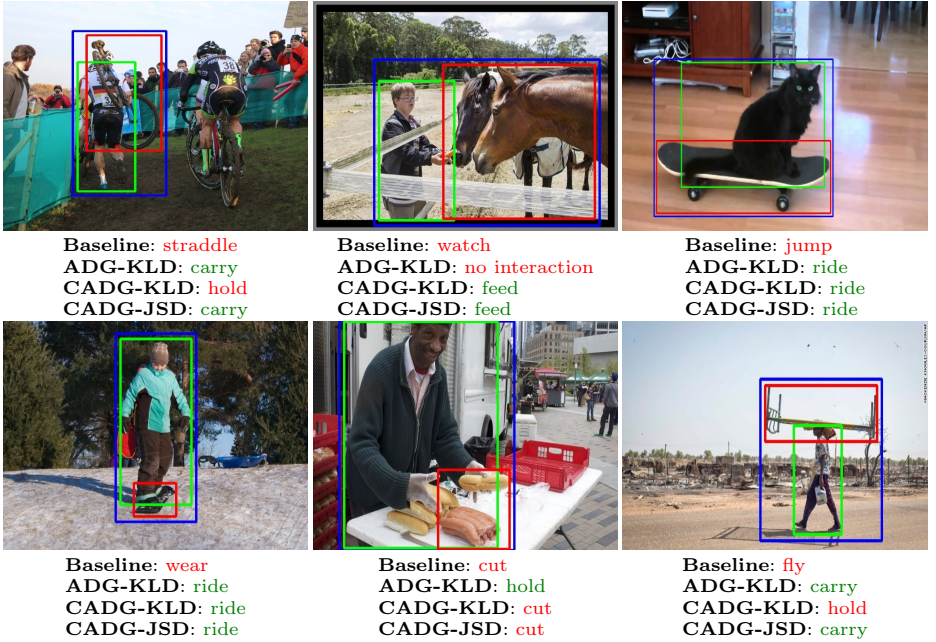 38
Baseline: straddle
ADG-KLD: carry
CADG-KLD: hold
CADG-JSD: carry
Baseline: watch
ADG-KLD: no interaction
CADG-KLD: feed
CADG-JSD: feed
Baseline: jump
ADG-KLD: ride
CADG-KLD: ride
CADG-JSD: ride
Baseline: wear
ADG-KLD: ride
CADG-KLD: ride
CADG-JSD: ride
Baseline: cut
ADG-KLD: hold
CADG-KLD: cut
CADG-JSD: cut
Baseline: fly
ADG-KLD: carry
CADG-KLD: hold
CADG-JSD: carry